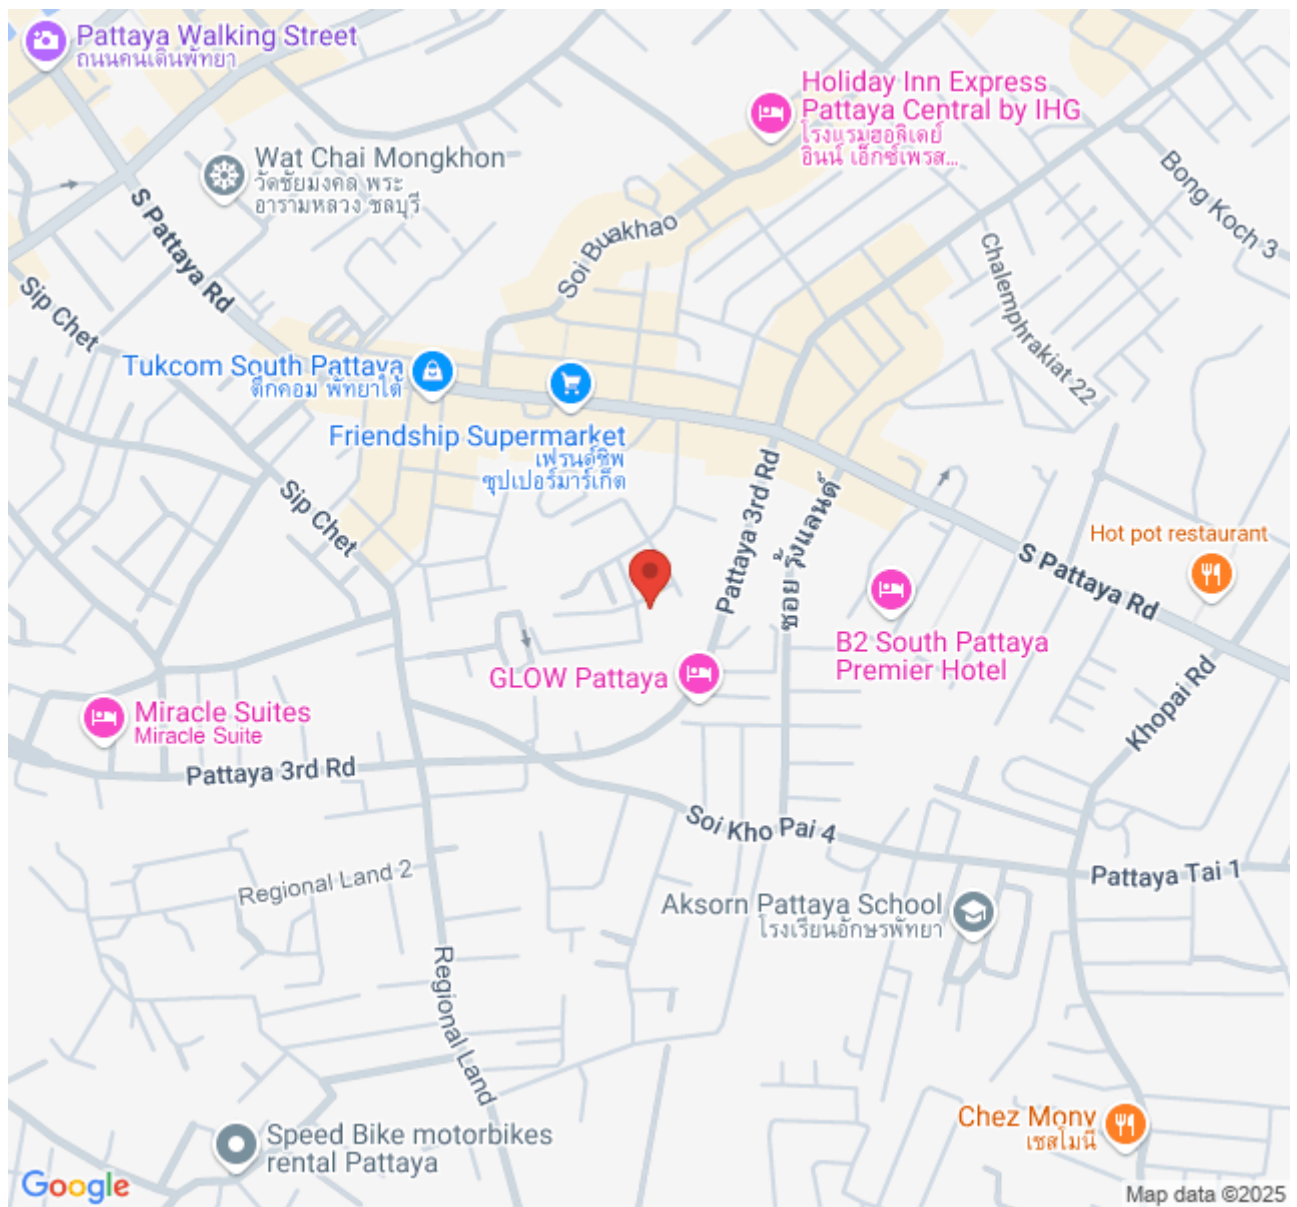 Pattaya Walking Street
ถนนคนเดินพัทยา
Holiday Inn Express
Pattaya Central by IHG
โรงแรมฮอลิเดย์
อินน์ เอ็กซ์เพรส...
Wat Chai Mongkhon
วัดชัยมงคล พระ
อารามหลวง ชลบุรี
Bong Koch 3
S Pattaya Rd
Soi Buakhao
Chalemphrakiat 22
Sip Chet
Tukcom South Pattaya
ตึกคอม พัทยาใต้
Friendship Supermarket
เฟรนด์ชิพ
ซุปเปอร์มาร์เก็ต
Sip Chet
Pattaya 3rd Rd
ซอย วิ้งแลนด์
Hot pot restaurant
S Pattaya Rd
B2 South Pattaya
Premier Hotel
GLOW Pattaya
Khopai Rd
Miracle Suites
Miracle Suite
Pattaya 3rd Rd
Soi Kho Pai 4
Pattaya Tai 1
Regional Land 2
Aksorn Pattaya School
โรงเรียนอักษรพัทยา
Regional Land
Chez Mony
เชสโมนี
Speed Bike motorbikes
rental Pattaya
Google
Map data ©2025